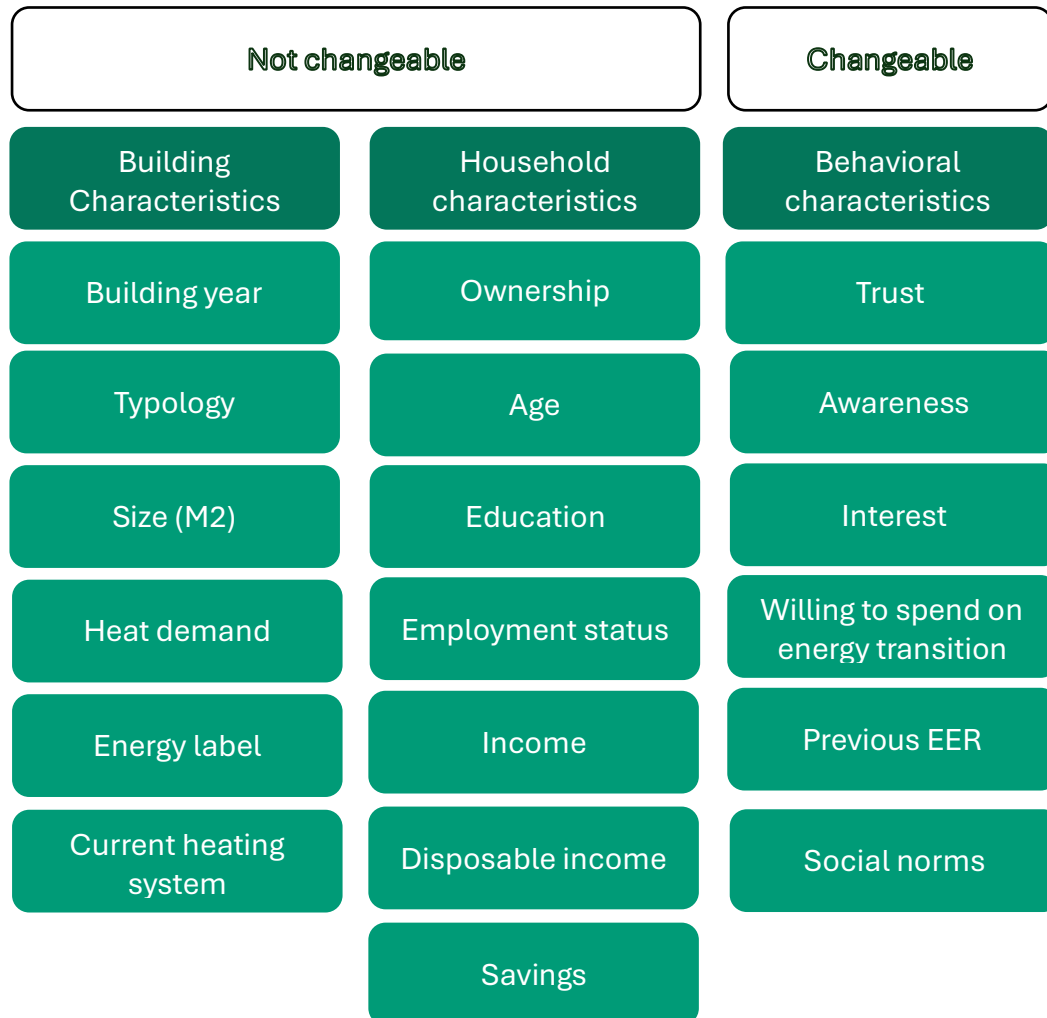 Not changeable
Changeable
Building
Characteristics
Household
characteristics
Behavioral
characteristics
Building year
Ownership
Trust
Typology
Age
Awareness
Size (M2)
Education
Interest
Heat demand
Employment status
Willing to spend on
energy transition
Energy label
Income
Previous EER
Current heating
system
Disposable income
Social norms
Savings